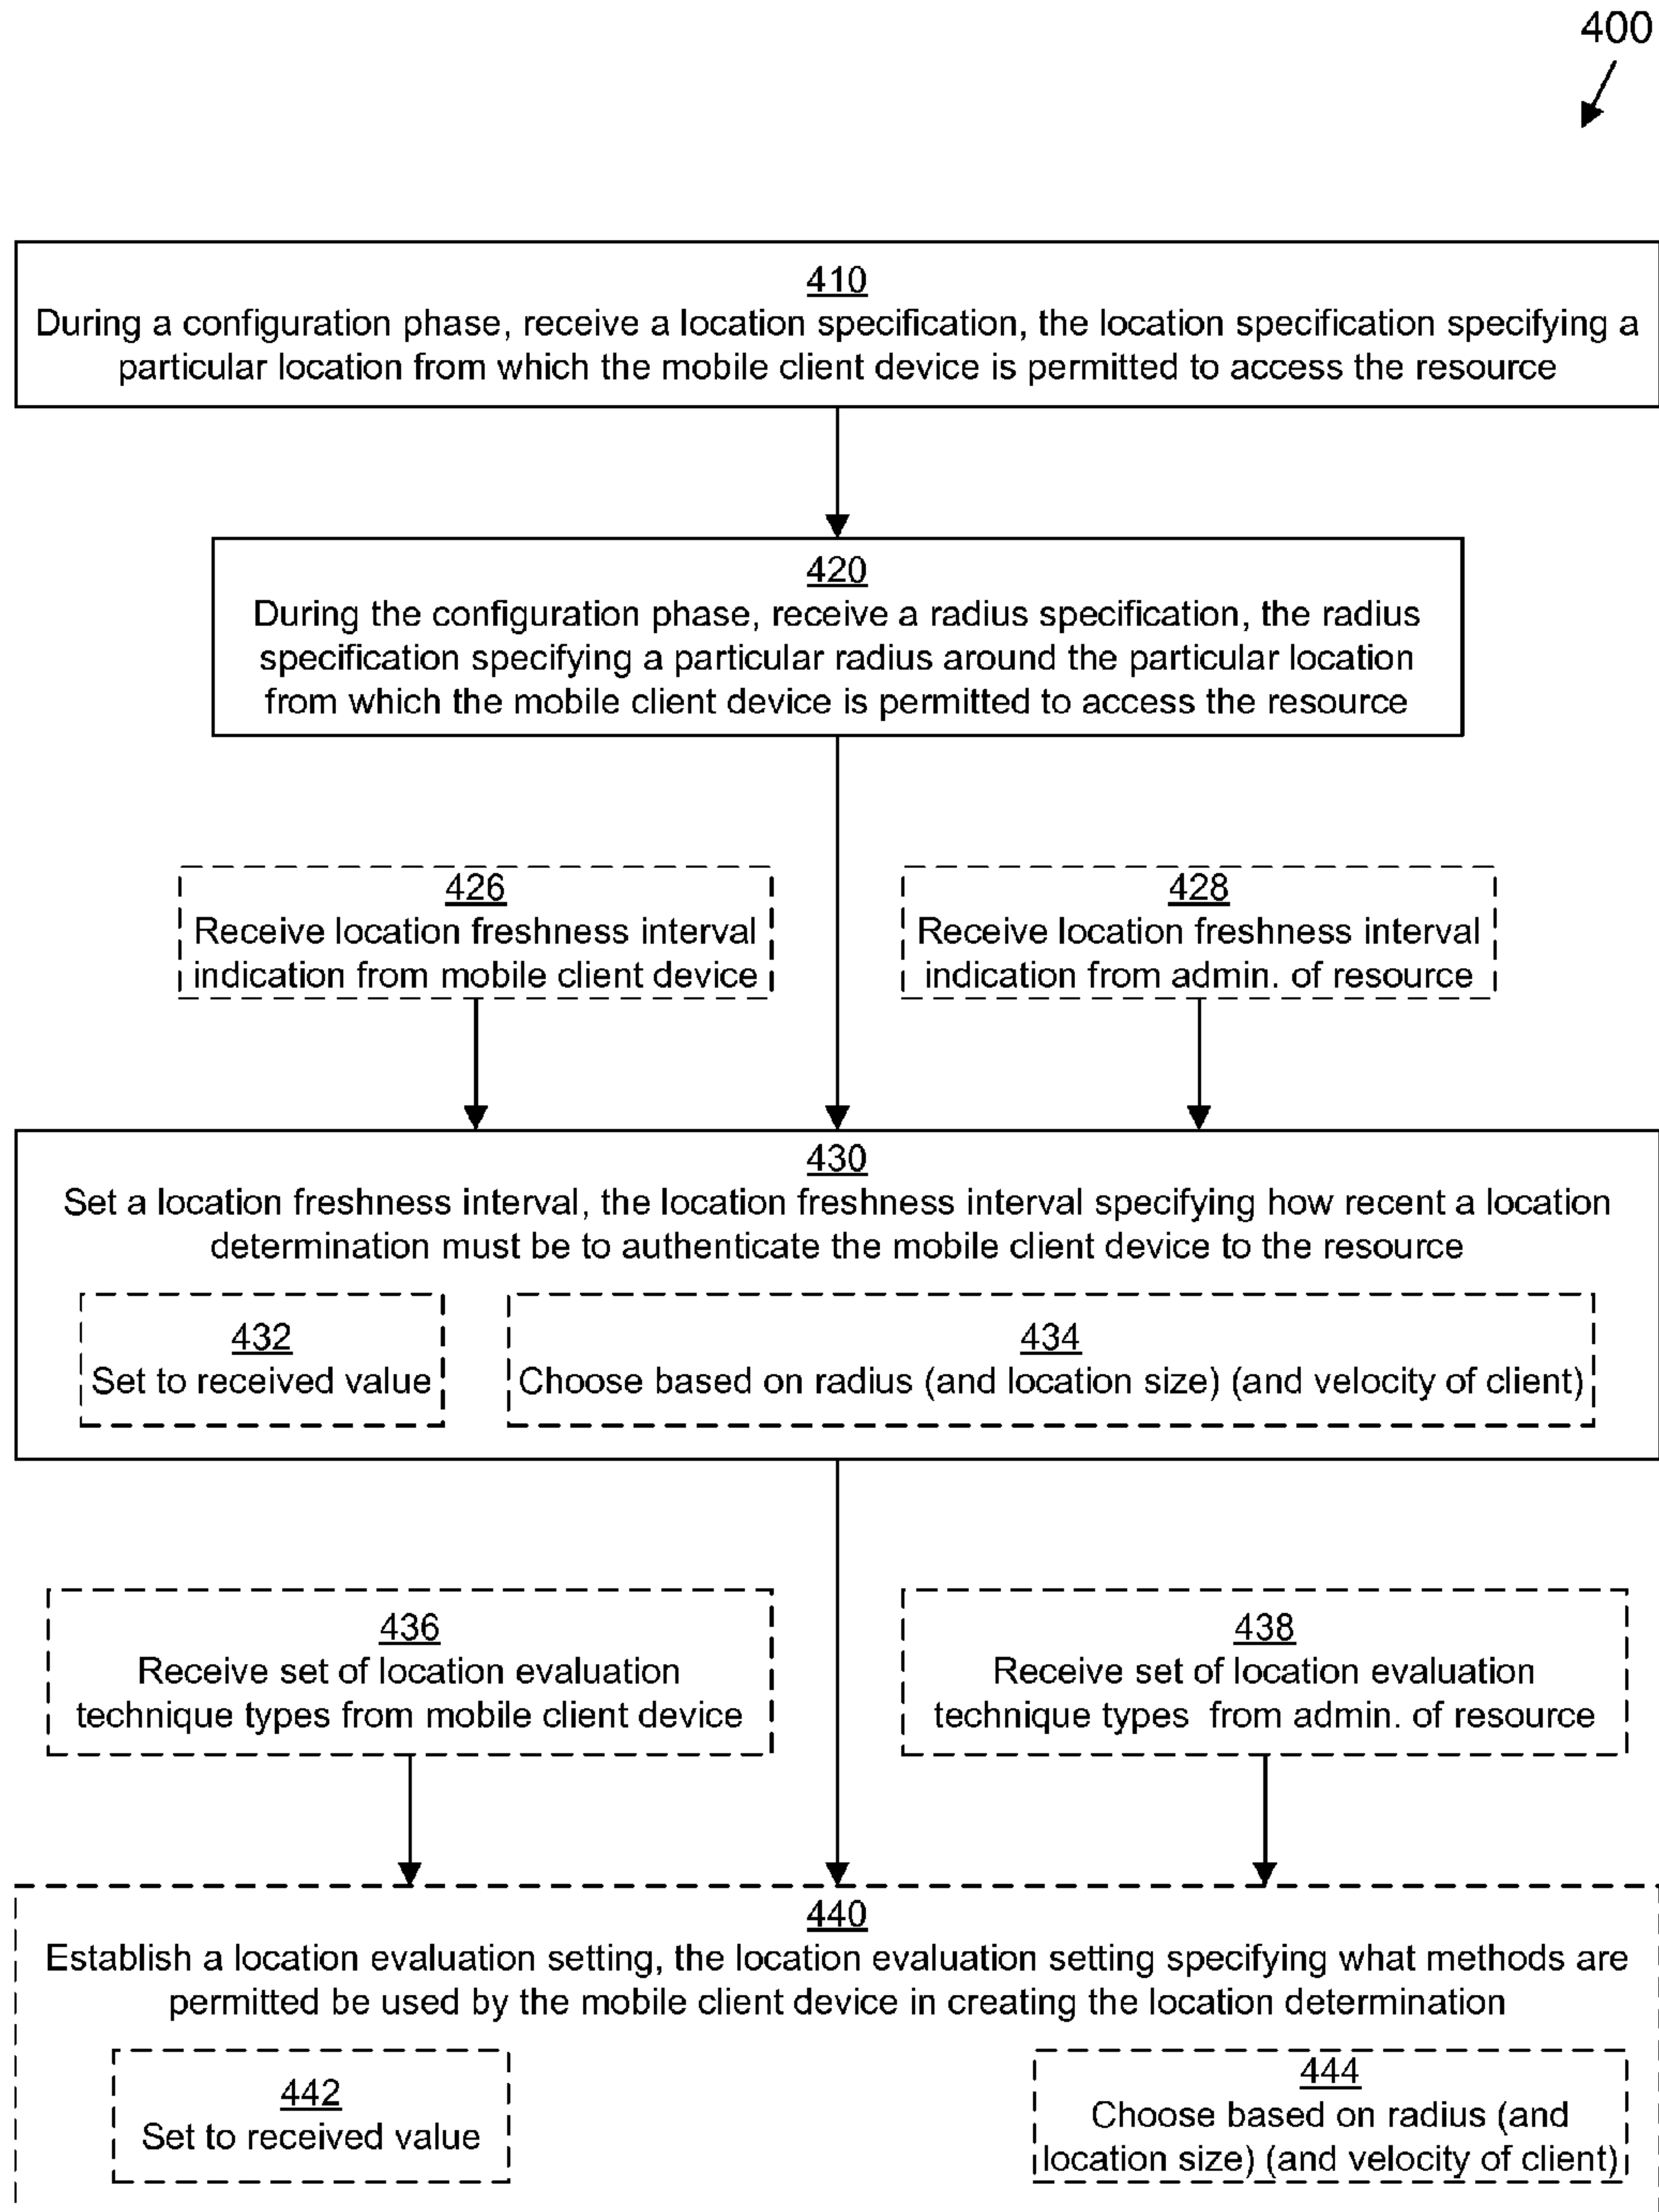 400
410
During a configuration phase, receive a location specification, the location specification specifying a
particular location from which the mobile client device is permitted to access the resource
420
During the configuration phase, receive a radius specification, the radius
specification specifying a particular radius around the particular location
from which the mobile client device is permitted to access the resource
426
Receive location freshness interval
indication from mobile client device
428
Receive location freshness interval
indication from admin. of resource
430
Set a location freshness interval, the location freshness interval specifying how recent a location
determination must be to authenticate the mobile client device to the resource
432
Set to received value
434
Choose based on radius (and location size) (and velocity of client)
436
Receive set of location evaluation
technique types from mobile client device
438
Receive set of location evaluation
technique types from admin. of resource
440
Establish a location evaluation setting, the location evaluation setting specifying what methods are
permitted be used by the mobile client device in creating the location determination
442
Set to received value
444
Choose based on radius (and
location size) (and velocity of client)